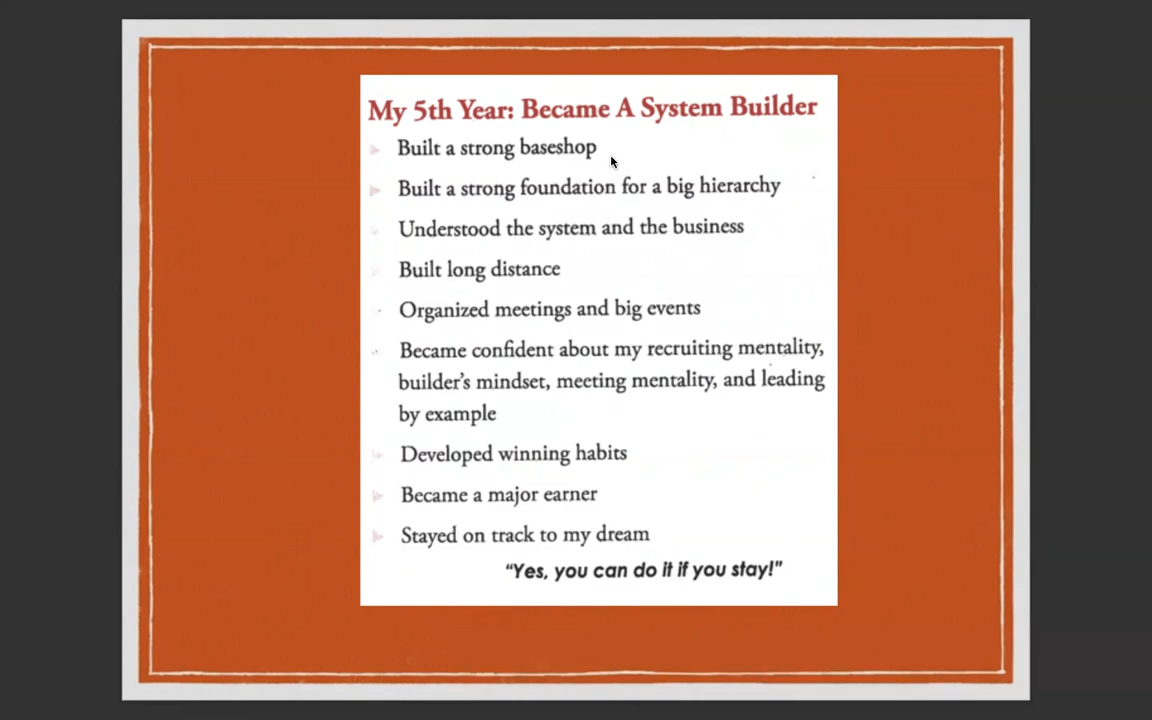 My 5th Year: Became A System Builder
Built a strong baseshop
Built a strong foundation for a big hierarchy
Understood the system and the business
Built long distance
Organized meetings and big events
Became confident about my recruiting mentality,
builder's mindset, meeting mentality, and leading
by example
Developed winning habits
Became a major earner
Stayed on track to my dream
"Yes, you can do it if you stay!"